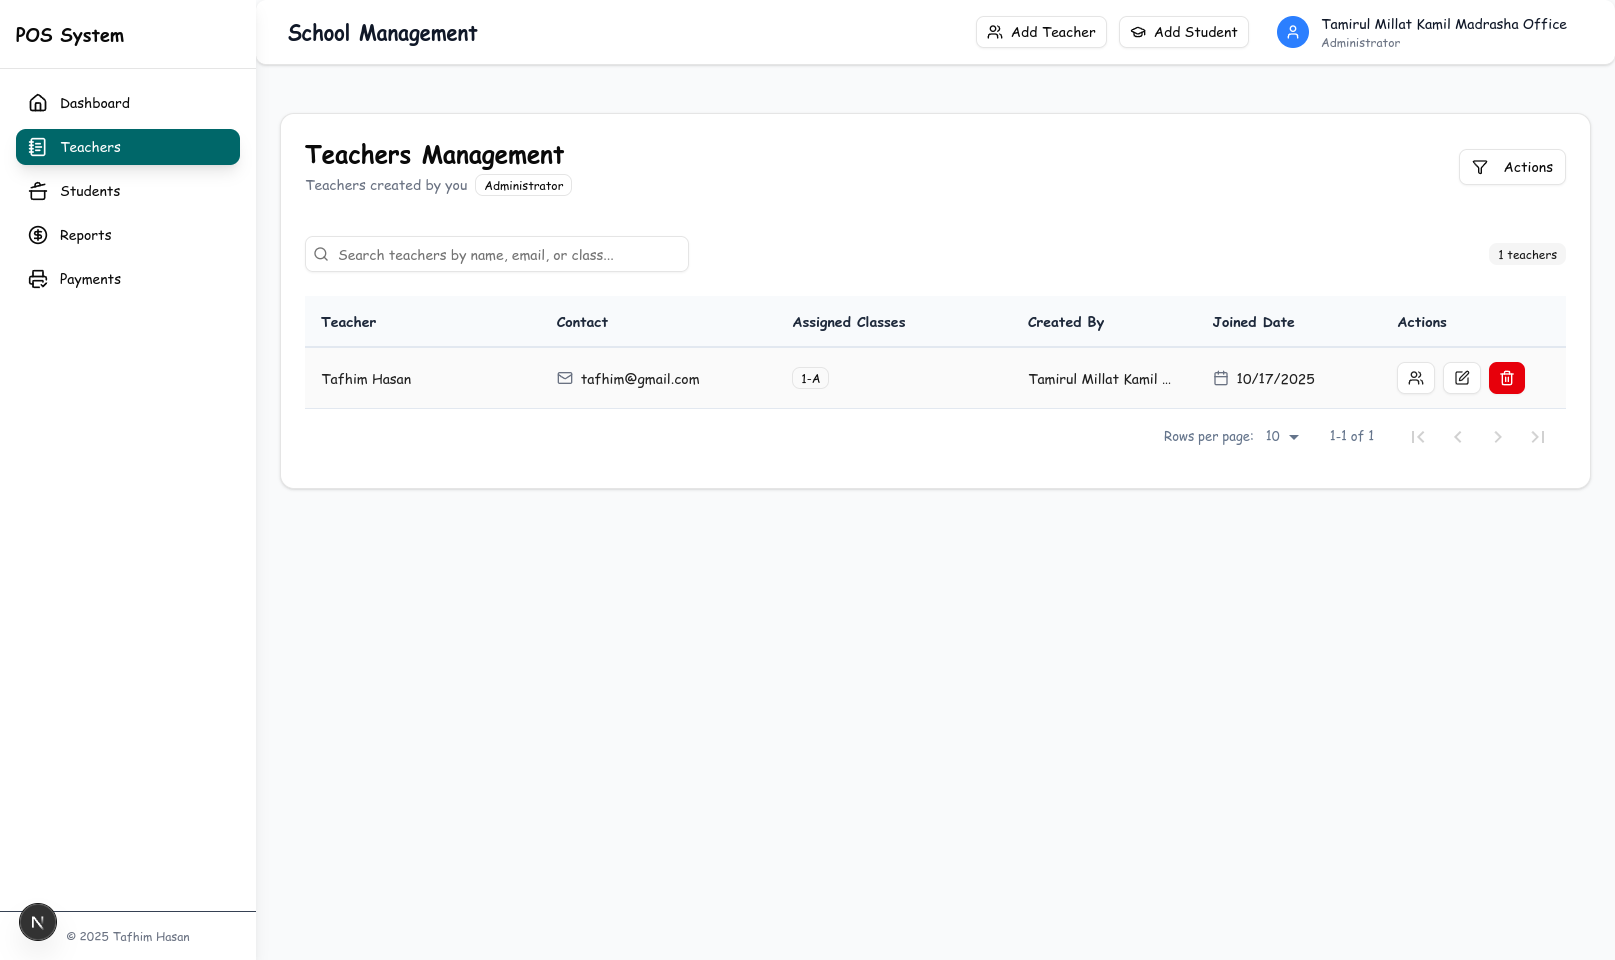 POS System
Dashboard
Teachers
Students
Reports
Payments
© 2025 Tafhim Hasan
School Management
Add Teacher
Add Student
Tamirul Millat Kamil Madrasha Office
Administrator
Teachers Management
Teachers created by you Administrator
Actions
Search teachers by name, email, or class...
1 teachers
Teacher Contact Assigned Classes Created By Joined Date Actions
Tafhim Hasan tafhim@gmail.com 1-A Tamirul Millat Kamil ... 10/17/2025
Rows per page: 10 1-1 of 1
N